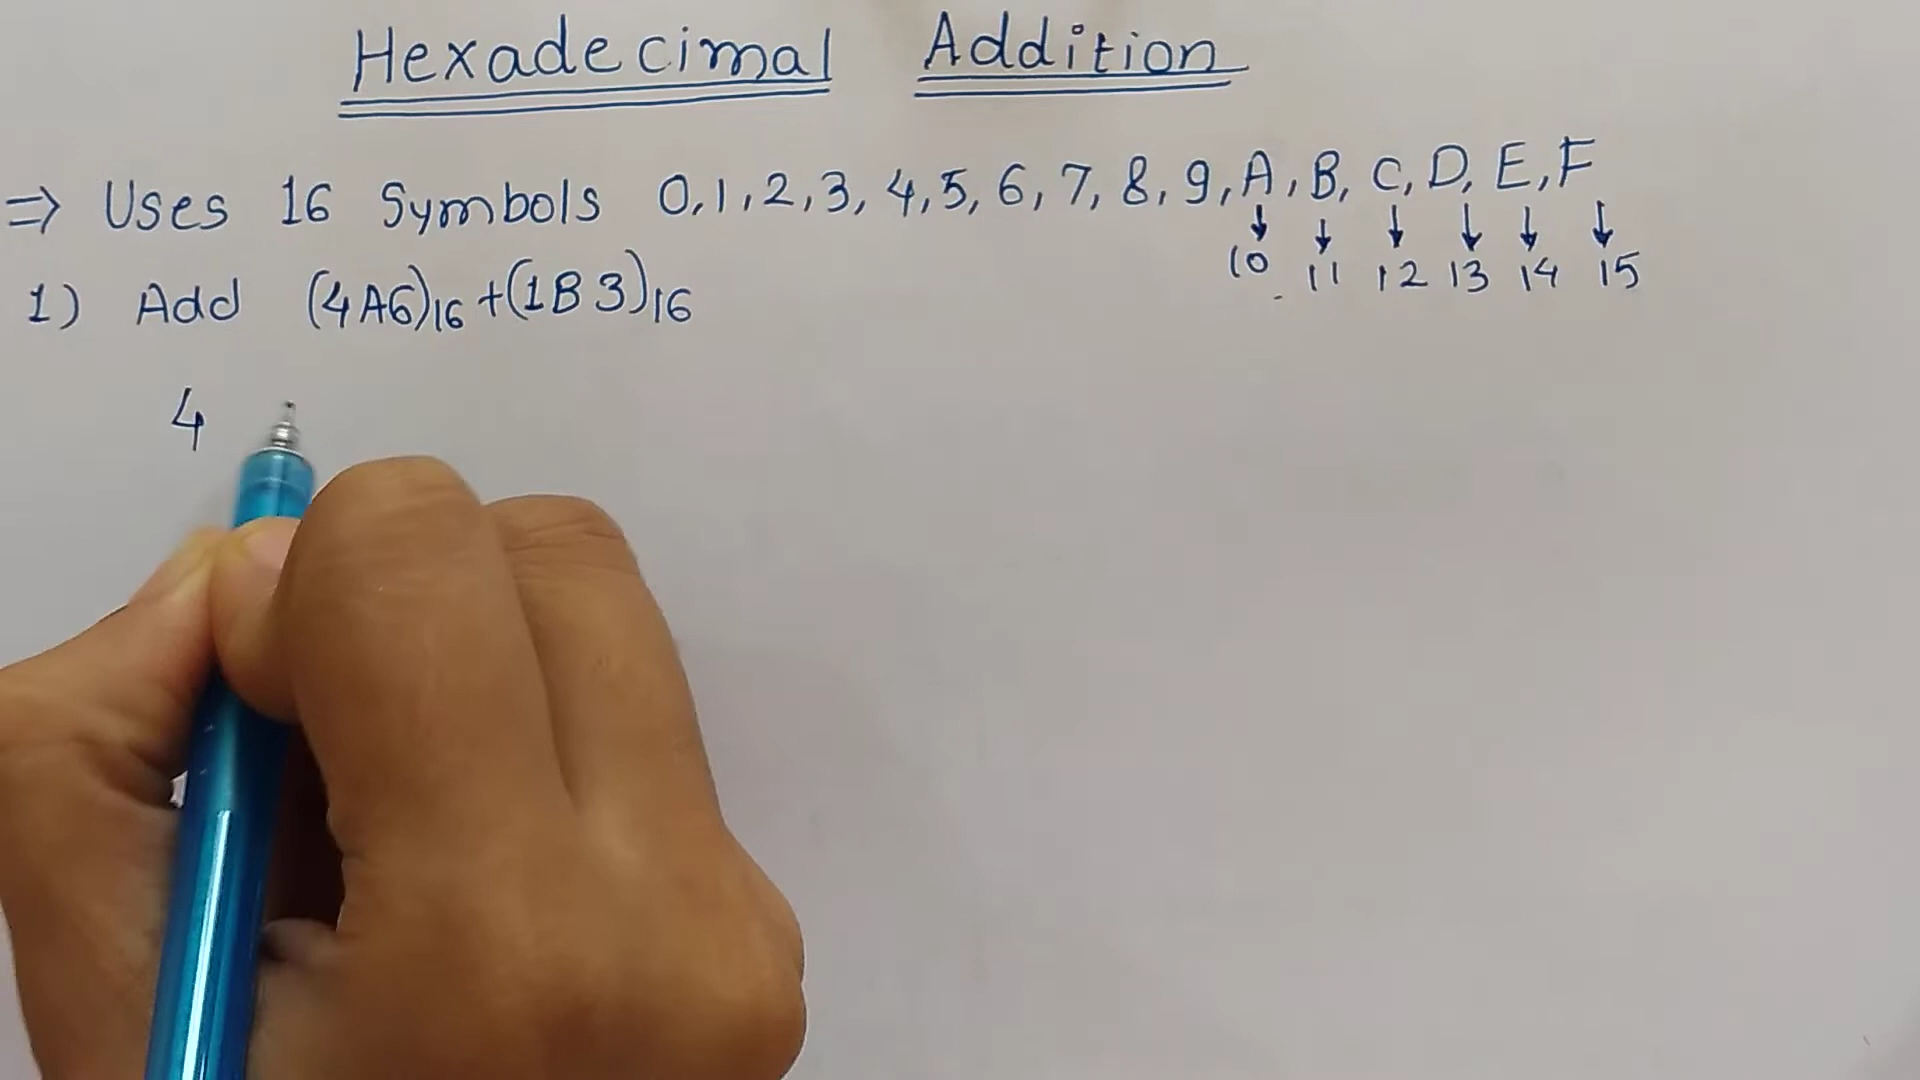 Hexadecimal Addition
⇒ Uses 16 Symbols 0,1,2,3,4,5,6,7,8,9,A,B,C,D,E,F
↓ ↓ ↓ ↓ ↓ ↓
10 11 12 13 14 15
1) Add (4A6)16+(1B3)16
4